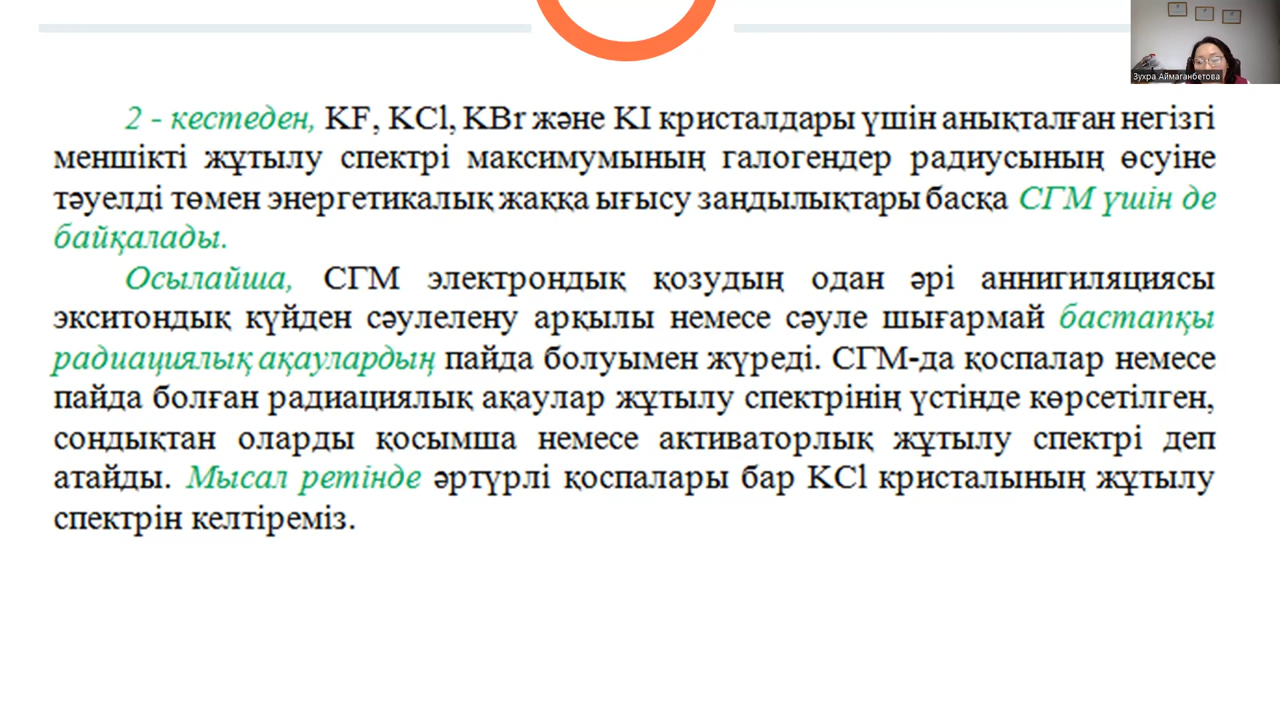 Зухра Аймаганбетова
2 - кестеден, KF, KCl, KBr және KI кристалдары үшін анықталған негізгі
меншікті жұтылу спектрі максимумының галогендер радиусының өсуіне
тәуелді төмен энергетикалық жаққа ығысу заңдылықтары басқа СГМ үшін де
байқалады.
Осылайша, СГМ электрондық қозудың одан әрі аннигиляциясы
экситондық күйден сәулелену арқылы немесе сәуле шығармай бастапқы
радиациялық ақаулардың пайда болуымен жүреді. СГМ-да қоспалар немесе
пайда болған радиациялық ақаулар жұтылу спектрінің үстінде көрсетілген,
сондықтан оларды қосымша немесе активаторлық жұтылу спектрі деп
атайды. Мысал ретінде әртүрлі қоспалары бар KCl кристалының жұтылу
спектрін келтіреміз.